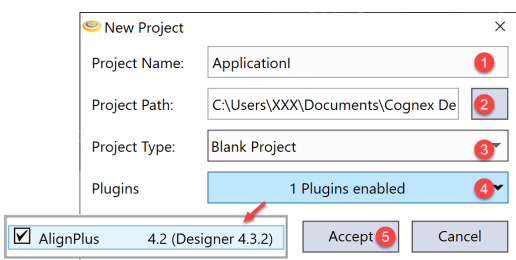 New Project
Project Name: ApplicationI 1
Project Path: C:\Users\XXX\Documents\Cognex De 2
Project Type: Blank Project 3
Plugins 1 Plugins enabled 4
AlignPlus 4.2 (Designer 4.3.2) Accept 5 Cancel